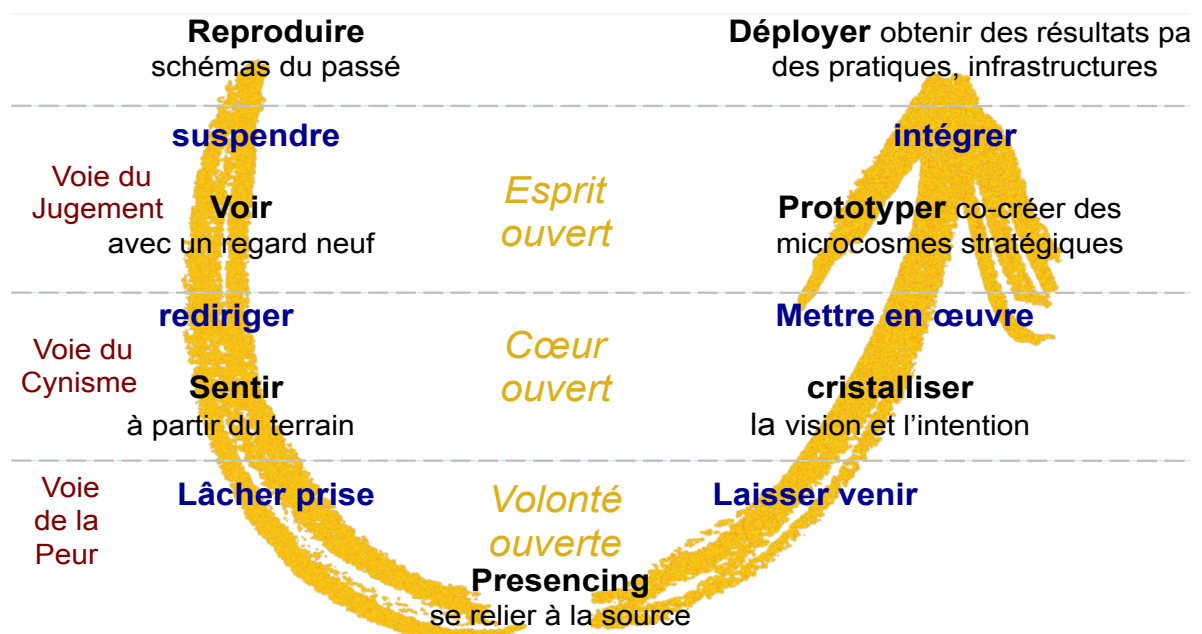 Reproduire
schémas du passé
Déployer obtenir des résultats pa
des pratiques, infrastructures
suspendre
intégrer
Voie du
Jugement
Voir
avec un regard neuf
Esprit
ouvert
Prototyper co-créer des
microcosmes stratégiques
rediriger
Mettre en œuvre
Voie du
Cynisme
Sentir
à partir du terrain
Cœur
ouvert
cristalliser
la vision et l'intention
Voie
de la
Peur
Lâcher prise
Volonté
ouverte
Laisser venir
Presencing
se relier à la source